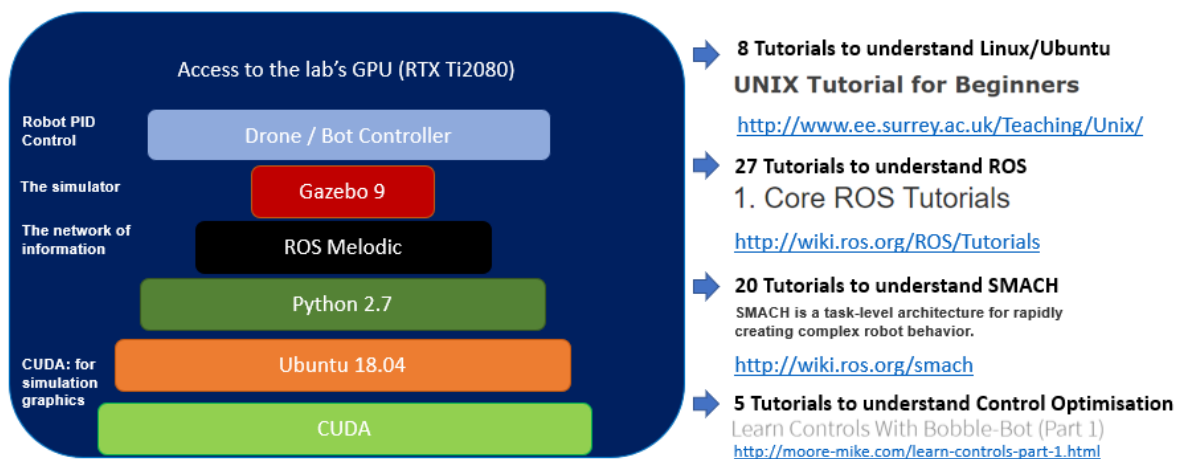 Access to the lab's GPU (RTX Ti2080)
Robot PID
Control
Drone / Bot Controller
The simulator
Gazebo 9
The network of
information
ROS Melodic
Python 2.7
Ubuntu 18.04
CUDA: for
simulation
graphics
CUDA
8 Tutorials to understand Linux/Ubuntu
UNIX Tutorial for Beginners
http://www.ee.surrey.ac.uk/Teaching/Unix/
27 Tutorials to understand ROS
1. Core ROS Tutorials
http://wiki.ros.org/ROS/Tutorials
20 Tutorials to understand SMACH
SMACH is a task-level architecture for rapidly
creating complex robot behavior.
http://wiki.ros.org/smach
5 Tutorials to understand Control Optimisation
Learn Controls With Bobble-Bot (Part 1)
http://moore-mike.com/learn-controls-part-1.html